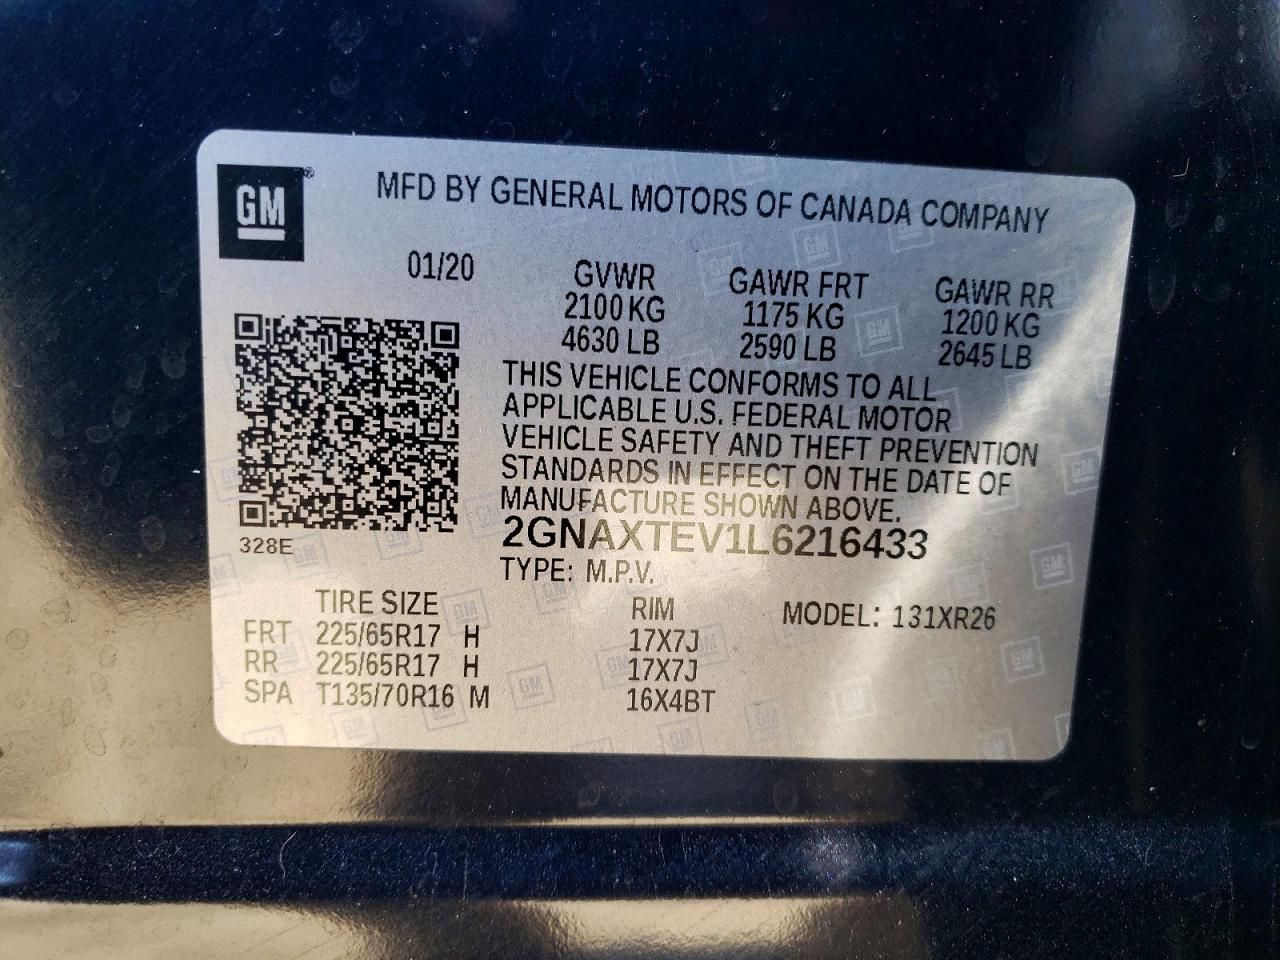 GM®
MFD BY GENERAL MOTORS OF CANADA COMPANY
01/20
GVWR GAWR FRT GAWR RR
2100 KG 1175 KG 1200 KG
4630 LB 2590 LB 2645 LB
THIS VEHICLE CONFORMS TO ALL
APPLICABLE U.S. FEDERAL MOTOR
VEHICLE SAFETY AND THEFT PREVENTION
STANDARDS IN EFFECT ON THE DATE OF
MANUFACTURE SHOWN ABOVE.
2GNAXTEV1L6216433
328E
TYPE: M.P.V.
TIRE SIZE RIM MODEL: 131XR26
FRT 225/65R17 H 17X7J
RR 225/65R17 H 17X7J
SPA T135/70R16 M 16X4BT